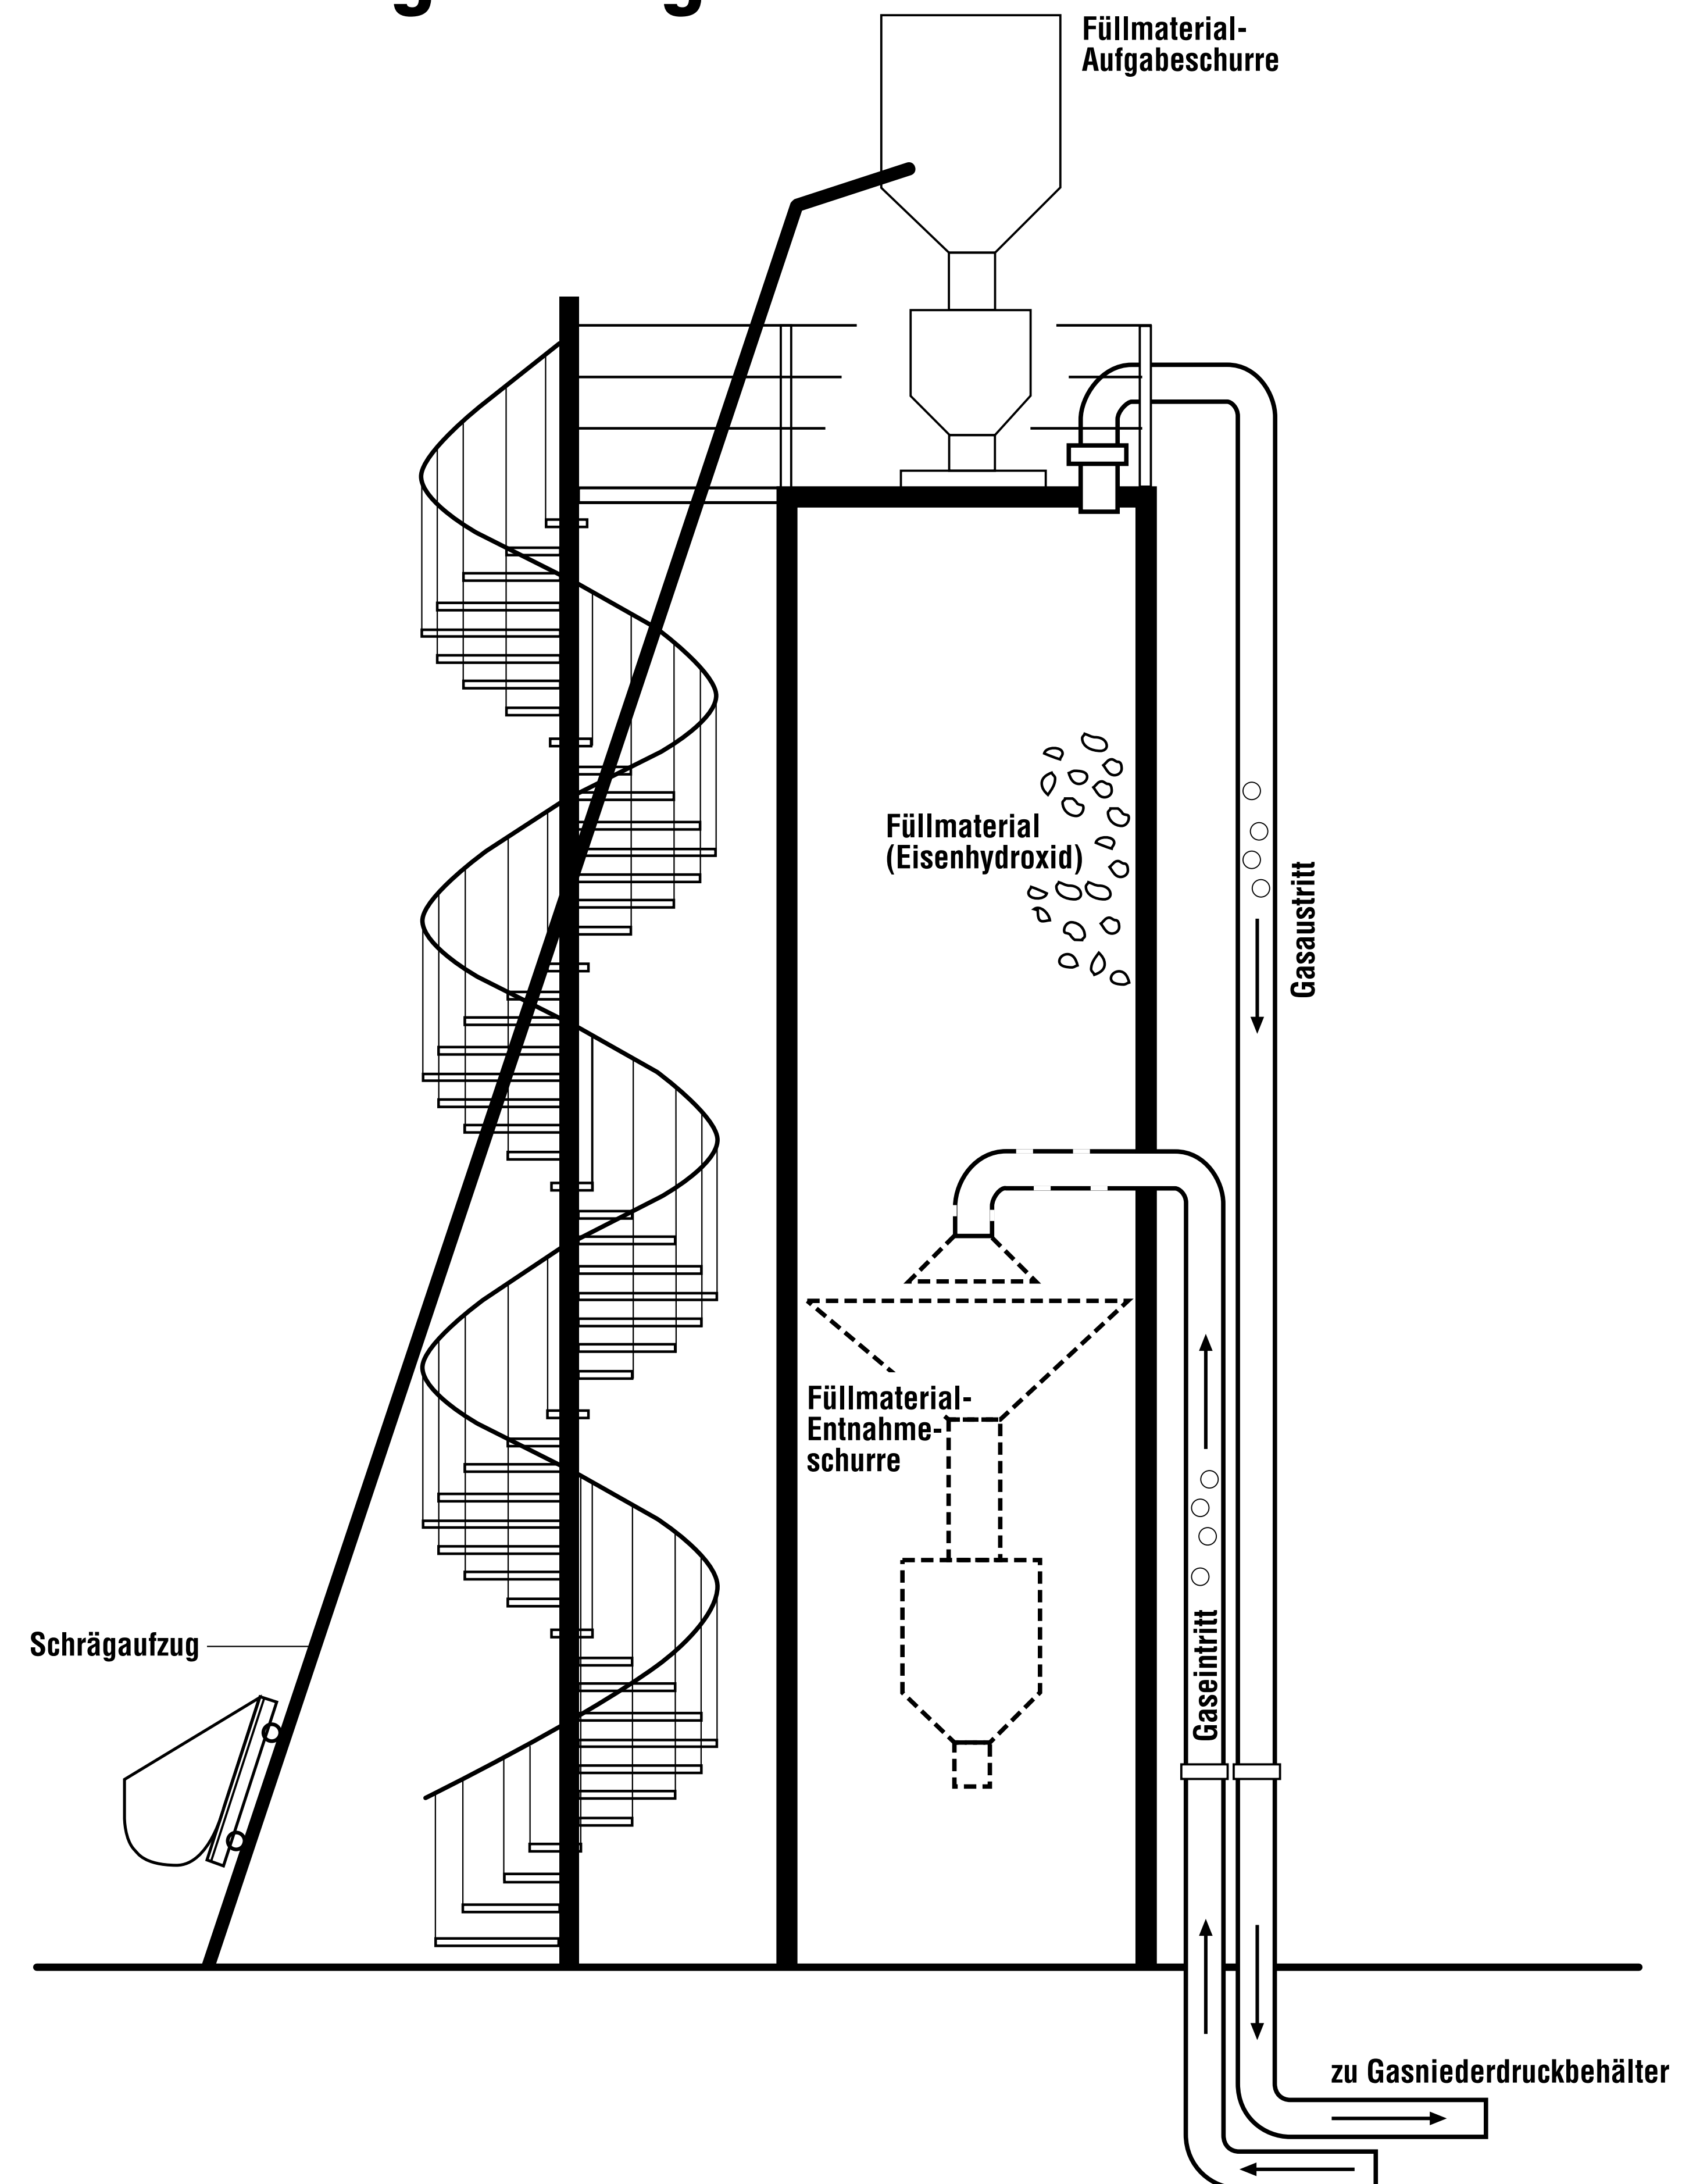 Füllmaterial-
Aufgabeschurre
Füllmaterial
(Eisenhydroxid)
Gasaustritt
Füllmaterial-
Entnahme-
schurre
Schrägaufzug
Gaseintritt
zu Gasniederdruckbehälter